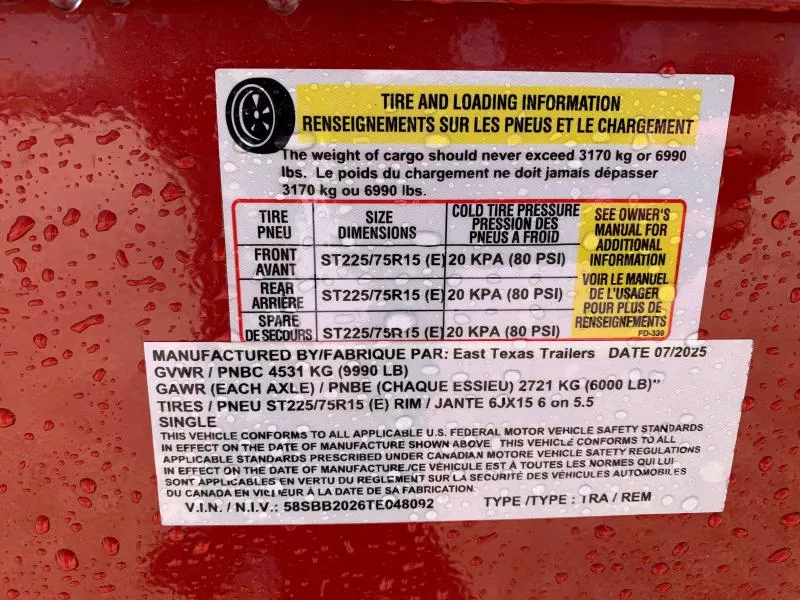 TIRE AND LOADING INFORMATION
RENSEIGNEMENTS SUR LES PNEUS ET LE CHARGEMENT
The weight of cargo should never exceed 3170 kg or 6990
lbs. Le poids du chargement ne doit jamais dépasser
3170 kg ou 6990 lbs.
TIRE PNEU
SIZE DIMENSIONS
COLD TIRE PRESSURE PRESSION DES PNEUS A FROID
FRONT AVANT
ST225/75R15 (E) 20 KPA (80 PSI)
REAR ARRIÈRE
ST225/75R15 (E) 20 KPA (80 PSI)
SPARE DE SECOURS
ST225/75R15 (E) 20 KPA (80 PSI)
SEE OWNER'S
MANUAL FOR
ADDITIONAL
INFORMATION
VOIR LE MANUEL
DE L'USAGER
POUR PLUS DE
RENSEIGNEMENTS
FD-339
MANUFACTURED BY/FABRIQUE PAR: East Texas Trailers DATE 07/2025
GVWR / PNBC 4531 KG (9990 LB)
GAWR (EACH AXLE) / PNBE (CHAQUE ESSIEU) 2721 KG (6000 LB)"
TIRES / PNEU ST225/75R15 (E) RIM / JANTE 6JX15 6 on 5.5
SINGLE
THIS VEHICLE CONFORMS TO ALL APPLICABLE U.S. FEDERAL MOTOR VEHICLE SAFETY STANDARDS
IN EFFECT ON THE DATE OF MANUFACTURE SHOWN ABOVE. THIS VEHICLE CONFORMS TO ALL
APPLICABLE STANDARDS PRESCRIBED UNDER CANADIAN MOTORE VEHICLE SAFETY REGULATIONS
IN EFFECT ON THE DATE OF MANUFACTURE./CE VÉHICULE EST À TOUTES LES NORMES QUI LUI
SONT APPLICABLES EN VERTU DU REGLEMENT SUR LA SÉCURITÉ DES VÉHICULES AUTOMOBILES
DU CANADA EN VIGUEUR À LA DATE DE SA FABRICATION.
V.I.N. / N.I.V.: 58SBB2026TE048092 TYPE /TYPE : TRA / REM